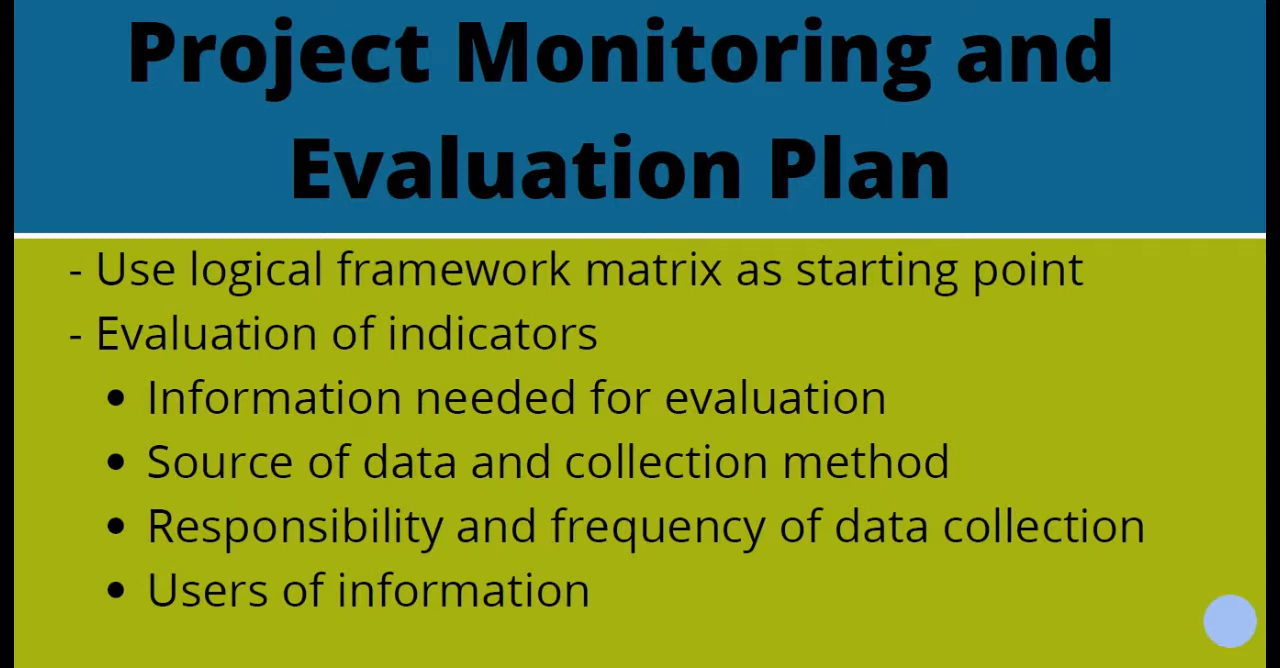 Project Monitoring and
Evaluation Plan
- Use logical framework matrix as starting point
- Evaluation of indicators
• Information needed for evaluation
• Source of data and collection method
• Responsibility and frequency of data collection
• Users of information